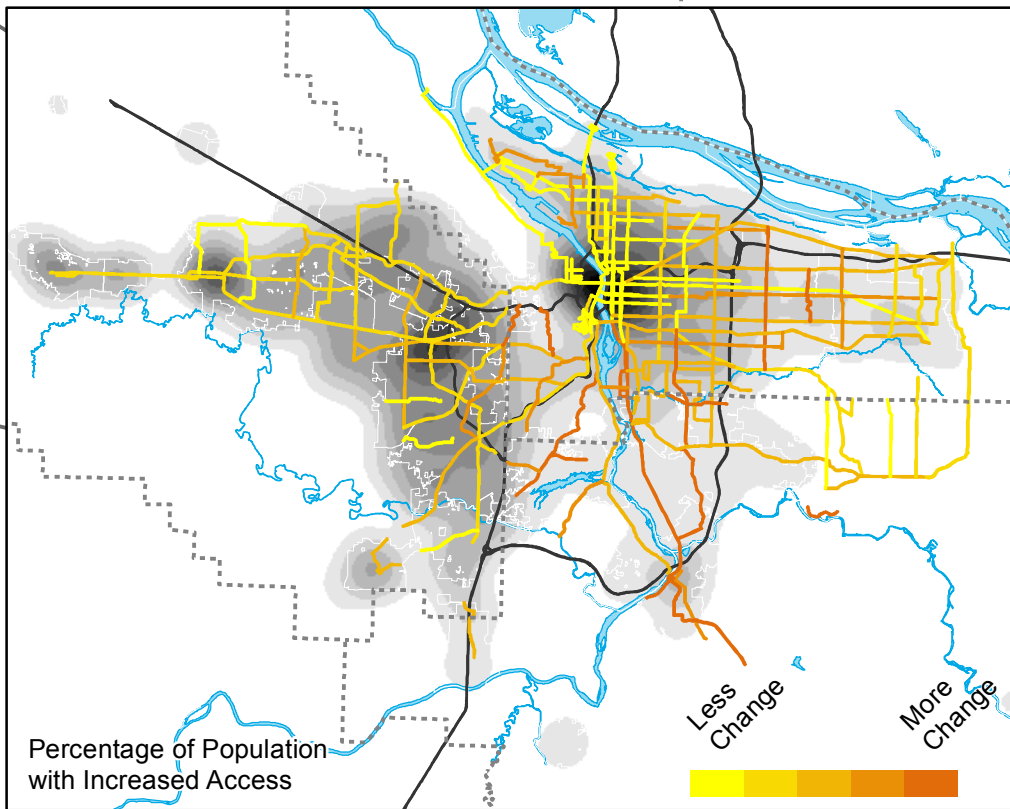 Less
Change
More
Change
Percentage of Population
with Increased Access